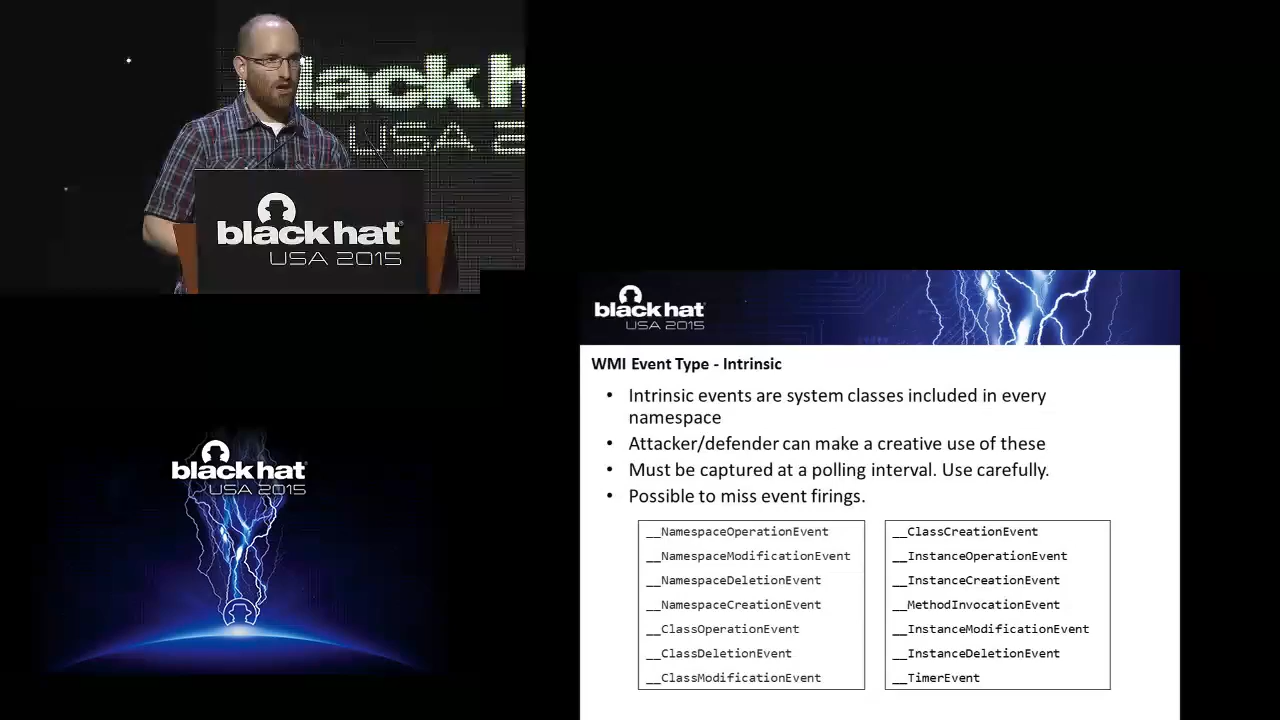 black h
USA 2
black hat
USA 2015
black hat
USA 2015
WMI Event Type - Intrinsic
• Intrinsic events are system classes included in every
namespace
• Attacker/defender can make a creative use of these
• Must be captured at a polling interval. Use carefully.
• Possible to miss event firings.
__NamespaceOperationEvent
__NamespaceModificationEvent
__NamespaceDeletionEvent
__NamespaceCreationEvent
__ClassOperationEvent
__ClassDeletionEvent
__ClassModificationEvent
__ClassCreationEvent
__InstanceOperationEvent
__InstanceCreationEvent
__MethodInvocationEvent
__InstanceModificationEvent
__InstanceDeletionEvent
__TimerEvent
black hat
USA 2015